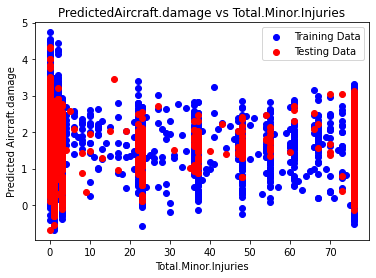 PredictedAircraft.damage vs Total.Minor.Injuries
Training Data
Testing Data
Predicted Aircraft.damage
5
4
3
2
1
0
0 10 20 30 40 50 60 70
Total.Minor.Injuries